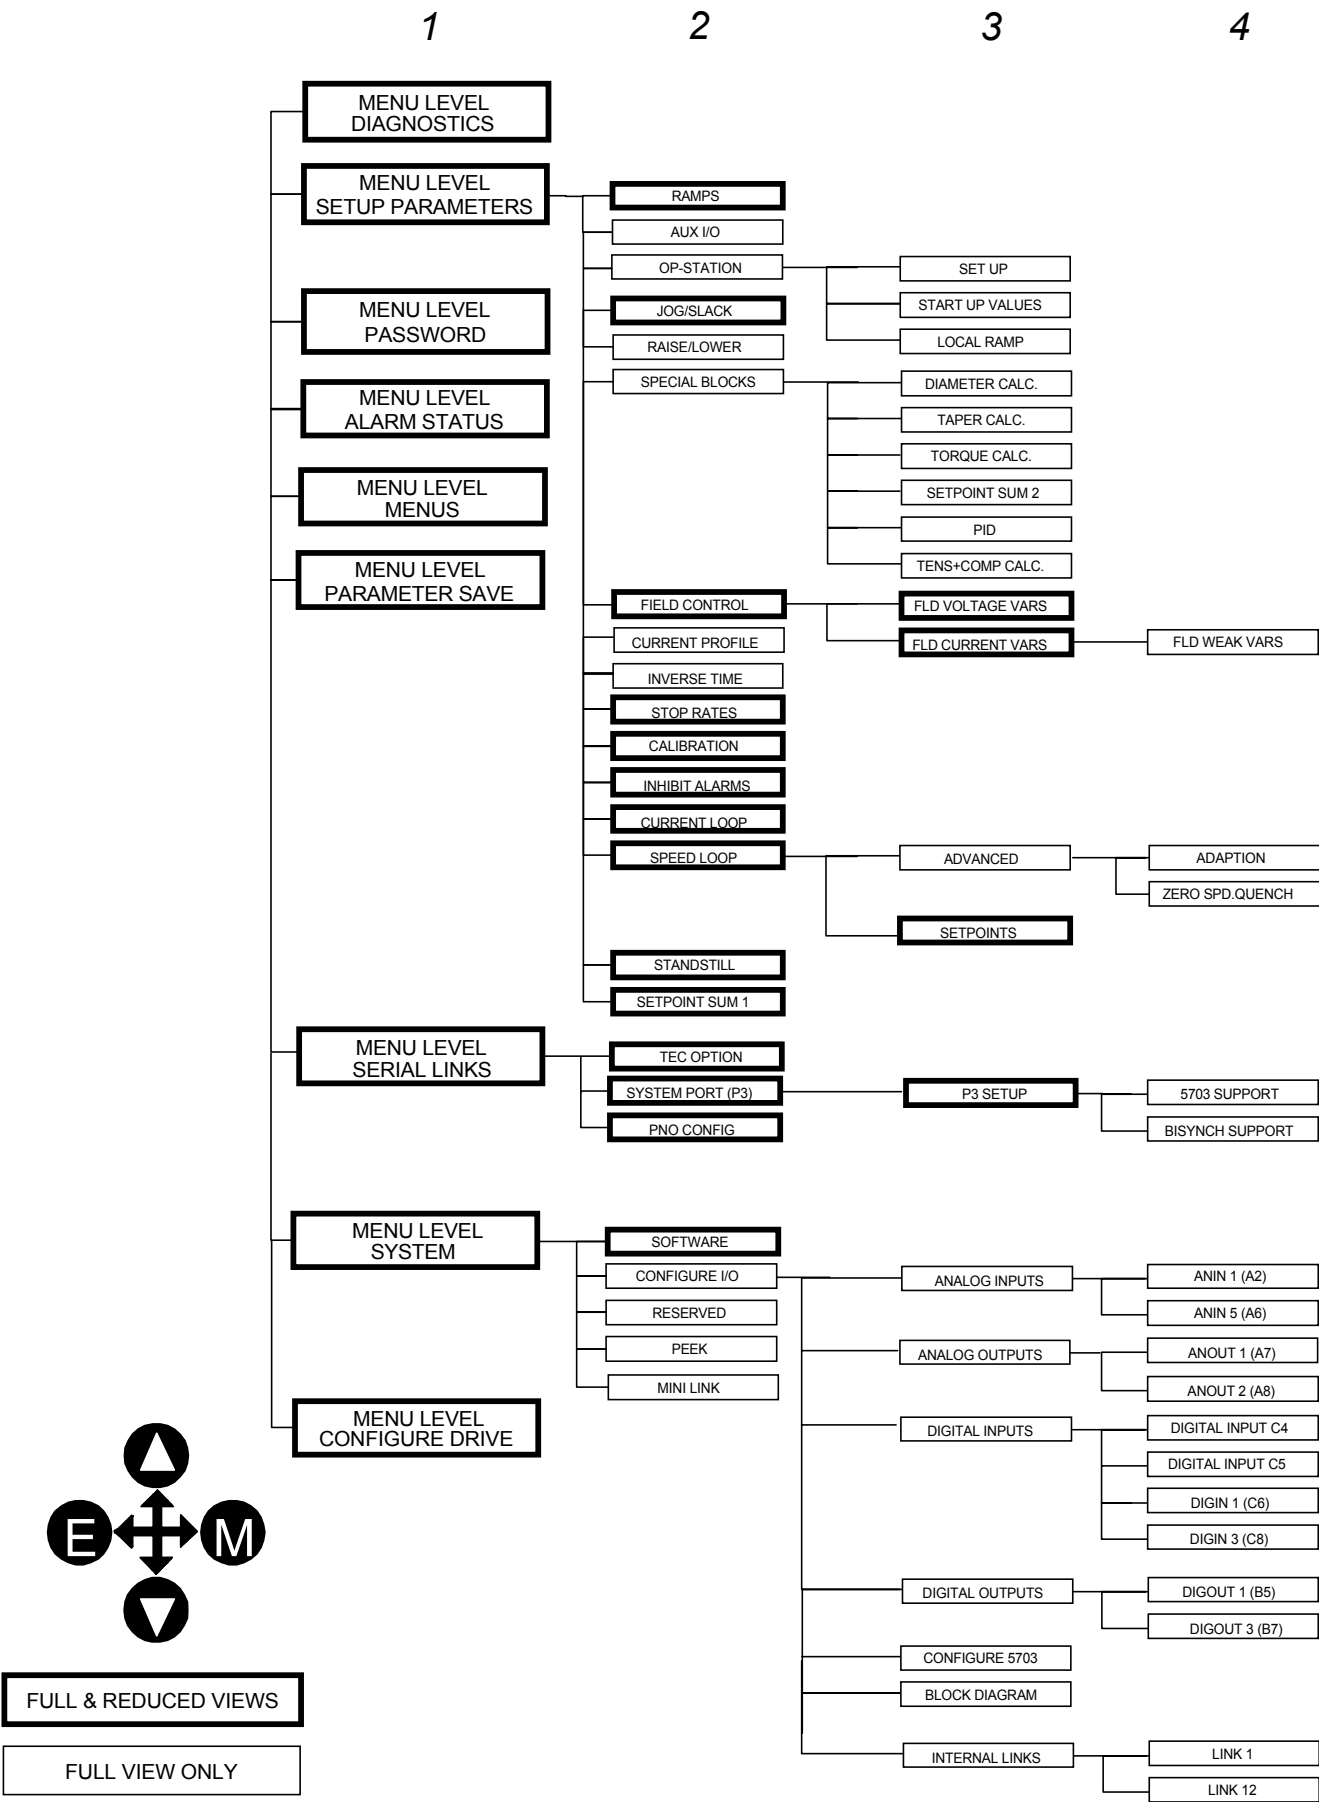 1 2 3 4
MENU LEVEL
DIAGNOSTICS
MENU LEVEL
SETUP PARAMETERS
RAMPS
AUX I/O
OP-STATION
SET UP
START UP VALUES
LOCAL RAMP
MENU LEVEL
PASSWORD
JOG/SLACK
RAISE/LOWER
SPECIAL BLOCKS
DIAMETER CALC.
TAPER CALC.
TORQUE CALC.
SETPOINT SUM 2
PID
TENS+COMP CALC.
MENU LEVEL
ALARM STATUS
MENU LEVEL
MENUS
MENU LEVEL
PARAMETER SAVE
FIELD CONTROL
FLD VOLTAGE VARS
FLD CURRENT VARS
FLD WEAK VARS
CURRENT PROFILE
INVERSE TIME
STOP RATES
CALIBRATION
INHIBIT ALARMS
CURRENT LOOP
SPEED LOOP
ADVANCED
ADAPTION
ZERO SPD.QUENCH
SETPOINTS
STANDSTILL
SETPOINT SUM 1
MENU LEVEL
SERIAL LINKS
TEC OPTION
SYSTEM PORT (P3)
P3 SETUP
5703 SUPPORT
BISYNCH SUPPORT
PNO CONFIG
MENU LEVEL
SYSTEM
SOFTWARE
CONFIGURE I/O
RESERVED
PEEK
MINI LINK
ANALOG INPUTS
ANIN 1 (A2)
ANIN 5 (A6)
ANALOG OUTPUTS
ANOUT 1 (A7)
ANOUT 2 (A8)
DIGITAL INPUTS
DIGITAL INPUT C4
DIGITAL INPUT C5
DIGIN 1 (C6)
DIGIN 3 (C8)
DIGITAL OUTPUTS
DIGOUT 1 (B5)
DIGOUT 3 (B7)
CONFIGURE 5703
BLOCK DIAGRAM
INTERNAL LINKS
LINK 1
LINK 12
MENU LEVEL
CONFIGURE DRIVE
E M
FULL & REDUCED VIEWS
FULL VIEW ONLY